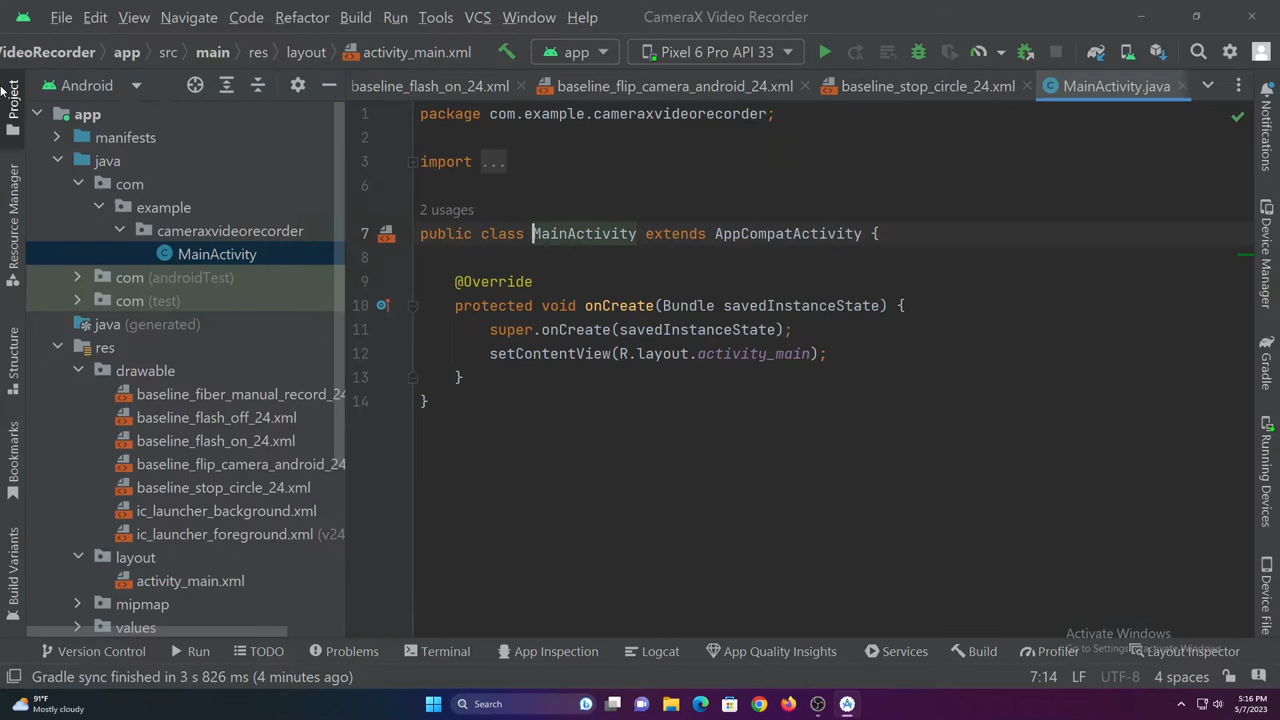 File Edit View Navigate Code Refactor Build Run Tools VCS Window Help CameraX Video Recorder
VideoRecorder app src main res layout activity_main.xml app Pixel 6 Pro API 33
Android baseline_flash_on_24.xml baseline_flip_camera_android_24.xml baseline_stop_circle_24.xml MainActivity.java
Project
Resource Manager
Structure
Bookmarks
Build Variants
app
manifests
java
com
example
cameraxvideorecorder
MainActivity
com (androidTest)
com (test)
java (generated)
res
drawable
baseline_fiber_manual_record_24
baseline_flash_off_24.xml
baseline_flash_on_24.xml
baseline_flip_camera_android_24
baseline_stop_circle_24.xml
ic_launcher_background.xml
ic_launcher_foreground.xml (v24
layout
activity_main.xml
mipmap
values
1 package com.example.cameraxvideorecorder;
2
3 import ...
6
2 usages
7 public class MainActivity extends AppCompatActivity {
8
9 @Override
10 protected void onCreate(Bundle savedInstanceState) {
11 super.onCreate(savedInstanceState);
12 setContentView(R.layout.activity_main);
13 }
14 }
Notifications
Device Manager
Gradle
Running Devices
Device File
Activate Windows
Go to Settings to activate Windows.
Version Control Run TODO Problems Terminal App Inspection Logcat App Quality Insights Services Build Profiler Layout Inspector
Gradle sync finished in 3 s 826 ms (4 minutes ago) 7:14 LF UTF-8 4 spaces
91°F
Mostly cloudy
Search
5:16 PM
5/7/2023